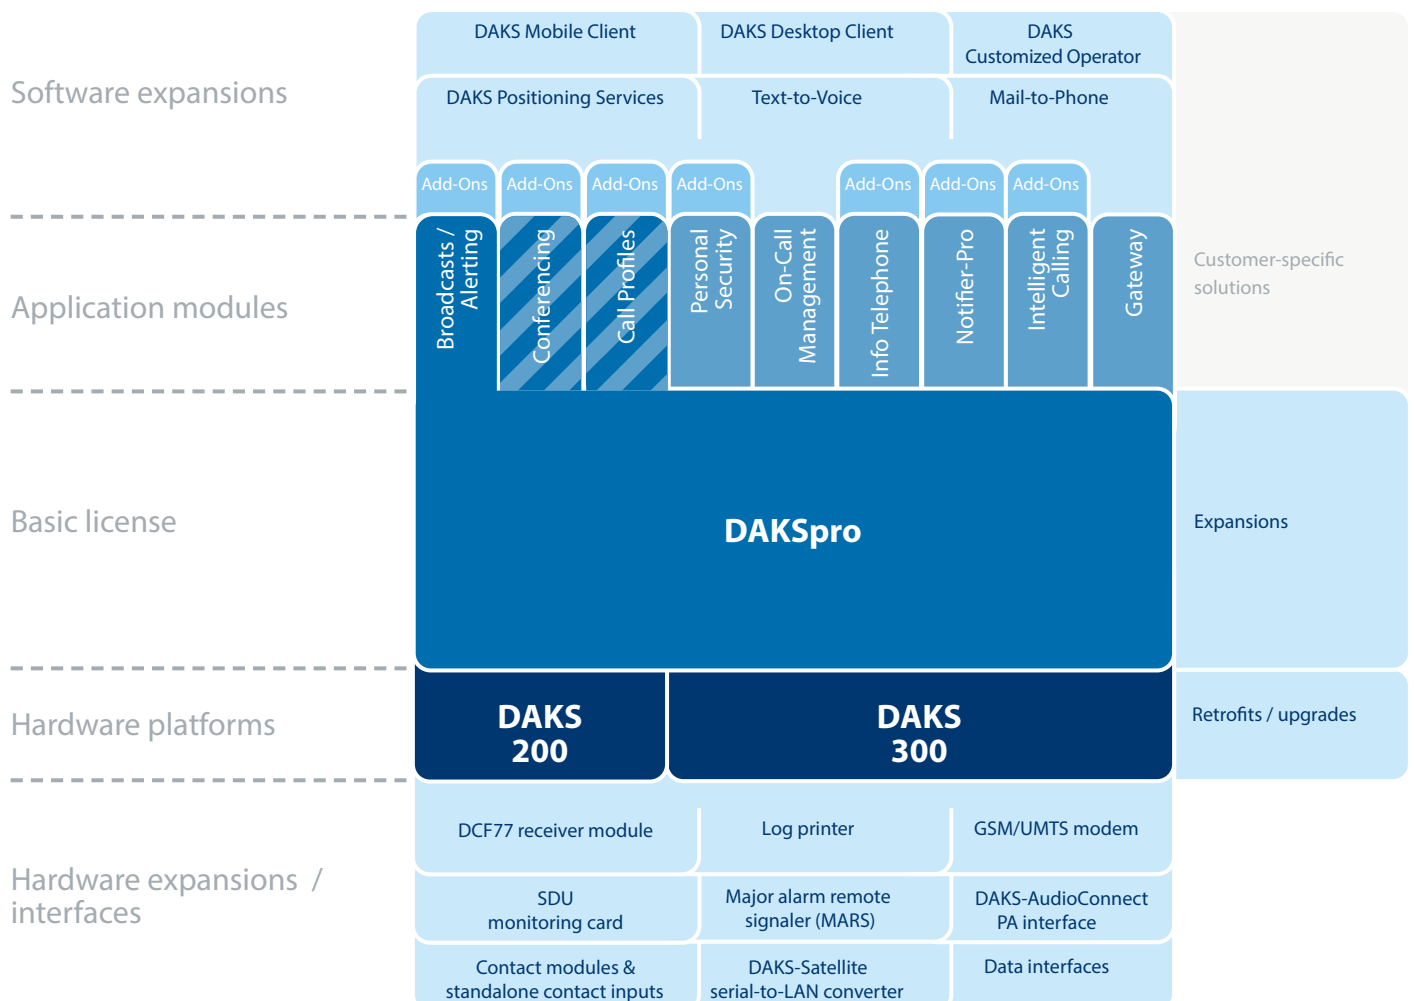 Software expansions
DAKS Mobile Client
DAKS Desktop Client
DAKS
Customized Operator
DAKS Positioning Services
Text-to-Voice
Mail-to-Phone
Add-Ons
Add-Ons
Add-Ons
Add-Ons
Add-Ons
Add-Ons
Add-Ons
Application modules
Broadcasts /
Alerting
Conferencing
Call Profiles
Personal
Security
On-Call
Management
Info Telephone
Notifier-Pro
Intelligent
Calling
Gateway
Customer-specific
solutions
Basic license
DAKSpro
Expansions
Hardware platforms
DAKS
200
DAKS
300
Retrofits / upgrades
Hardware expansions /
interfaces
DCF77 receiver module
Log printer
GSM/UMTS modem
SDU
monitoring card
Major alarm remote
signaler (MARS)
DAKS-AudioConnect
PA interface
Contact modules &
standalone contact inputs
DAKS-Satellite
serial-to-LAN converter
Data interfaces